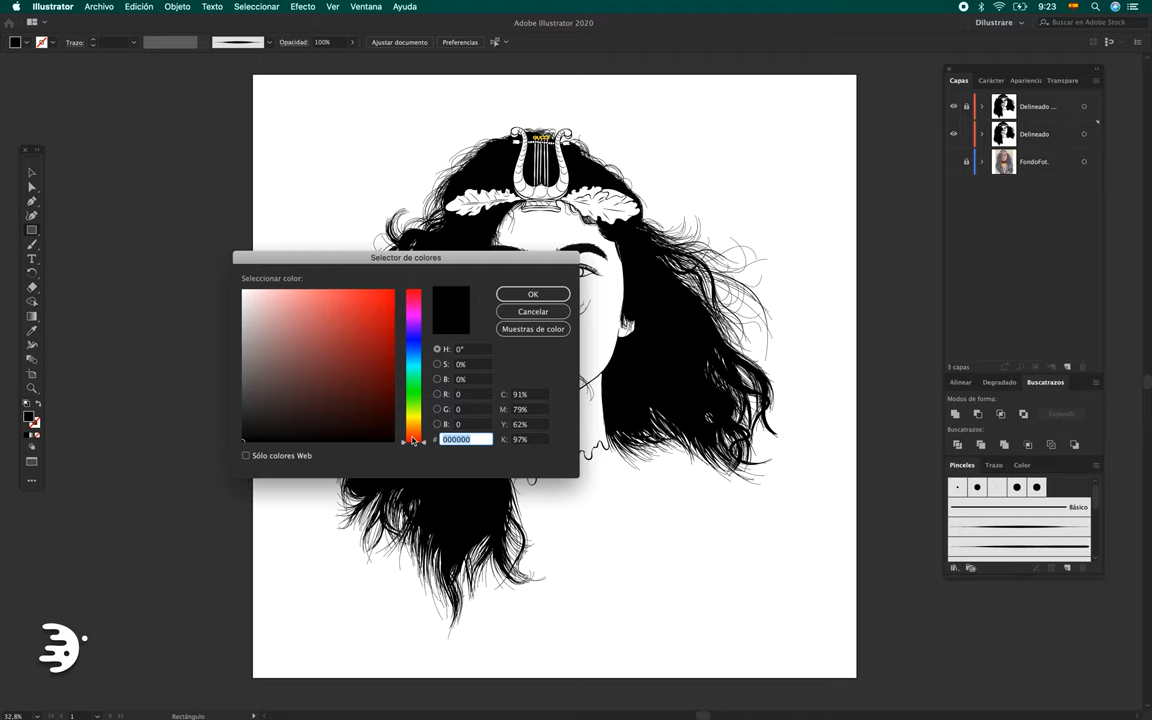 Illustrator Archivo Edición Objeto Texto Seleccionar Efecto Ver Ventana Ayuda 9:23
Adobe Illustrator 2020 Dilustrare Buscar en Adobe Stock
Trazo: Opacidad: 100% Ajustar documento Preferencias
Capas Carácter Apariencia Transpare
Delineado ...
Delineado
FondoFot.
GUCCY
Selector de colores
Seleccionar color:
OK
Cancelar
Muestras de color
H: 0°
S: 0%
B: 0%
R: 0 C: 91%
G: 0 M: 79%
B: 0 Y: 62%
# 000000 K: 97%
Sólo colores Web
3 capas
Alinear Degradado Buscatrazos
Modos de forma:
Expandir
Buscatrazos:
Pinceles Trazo Color
Básico
32,8% 1 Rectángulo